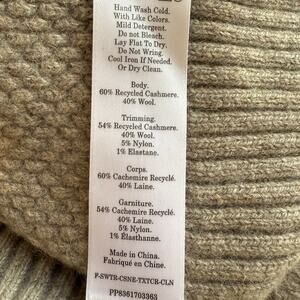 Hand Wash Cold.
With Like Colors.
Mild Detergent.
Do not Bleach.
Lay Flat To Dry.
Do Not Wring.
Cool Iron If Needed.
Or Dry Clean.
Body.
60% Recycled Cashmere.
40% Wool.
Trimming.
54% Recycled Cashmere.
40% Wool.
5% Nylon.
1% Elastane.
Corps.
60% Cachemire Recyclé.
40% Laine.
Garniture.
54% Cachemire Recyclé.
40% Laine.
5% Nylon.
1% Élasthanne.
Made in China.
Fabriqué en Chine.
F-SWTR-CSNE-TXTCR-CLN
PP8361703363